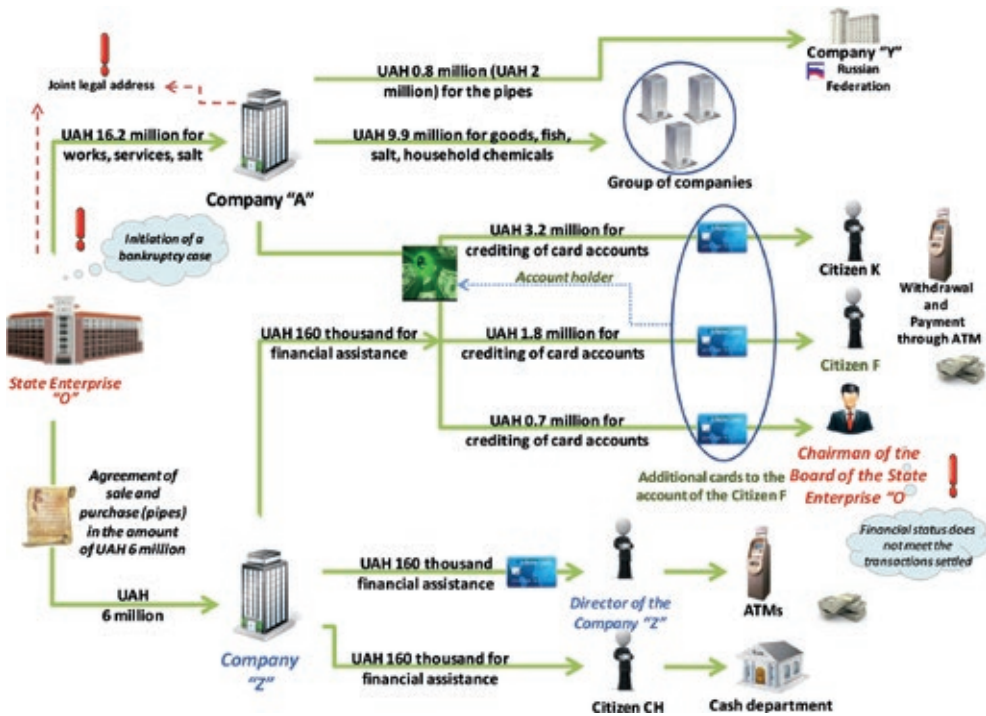 Joint legal address
UAH 16.2 million for
works, services, salt
Company “A”
UAH 0.8 million (UAH 2
million) for the pipes
Company “Y”
Russian
Federation
UAH 9.9 million for goods, fish,
salt, household chemicals
Group of companies
Initiation of a
bankruptcy case
State Enterprise
“O”
UAH 3.2 million for
crediting of card accounts
Account holder
Citizen K
Withdrawal
and
Payment
through ATM
UAH 160 thousand for
financial assistance
UAH 1.8 million for
crediting of card accounts
Citizen F
UAH 0.7 million for
crediting of card accounts
Additional cards to the
account of the Citizen F
Chairman of the
Board of the State
Enterprise “O
Financial status does
not meet the
transactions settled
Agreement of
sale and
purchase (pipes)
in the amount
of UAH 6 million
UAH
6 million
Company
“Z”
UAH 160 thousand
financial assistance
Director of the
Company “Z”
ATMs
UAH 160 thousand for
financial assistance
Citizen CH
Cash department